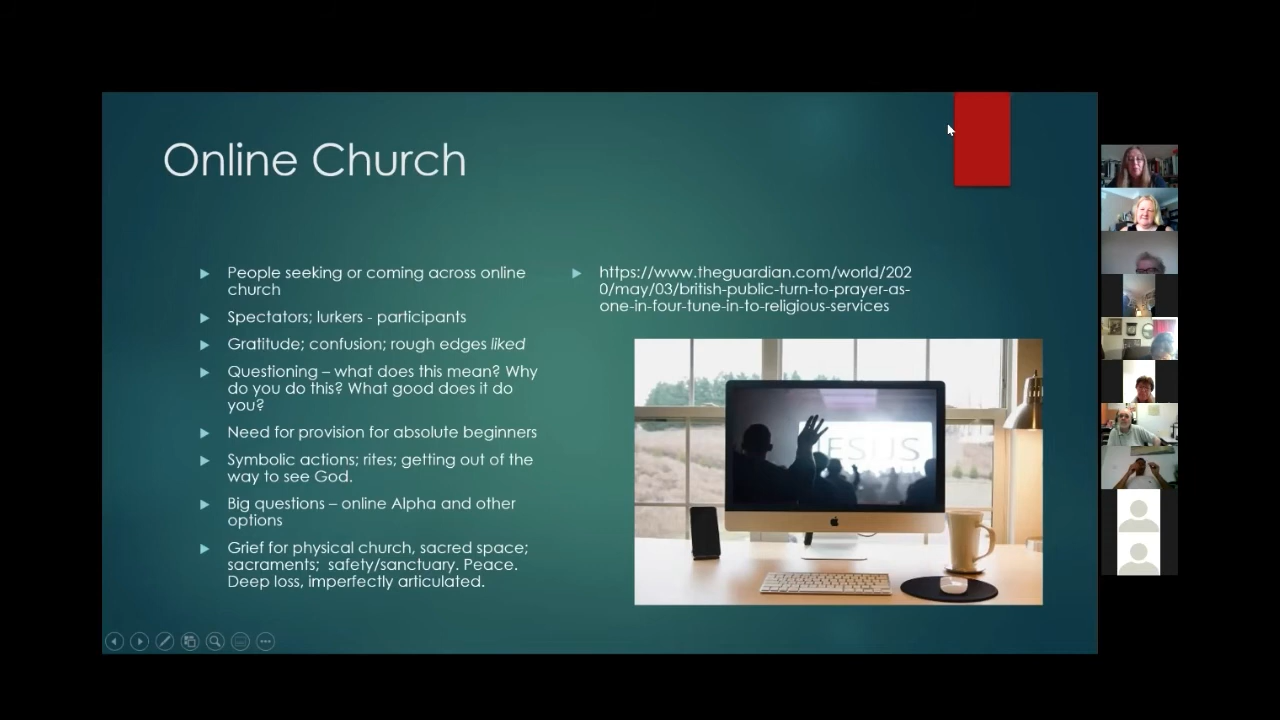 Online Church
People seeking or coming across online
church
Spectators; lurkers - participants
Gratitude; confusion; rough edges liked
Questioning – what does this mean? Why
do you do this? What good does it do
you?
Need for provision for absolute beginners
Symbolic actions; rites; getting out of the
way to see God.
Big questions – online Alpha and other
options
Grief for physical church, sacred space;
sacraments;  safety/sanctuary. Peace.
Deep loss, imperfectly articulated.
https://www.theguardian.com/world/202
0/may/03/british-public-turn-to-prayer-as-
one-in-four-tune-in-to-religious-services
JESUS